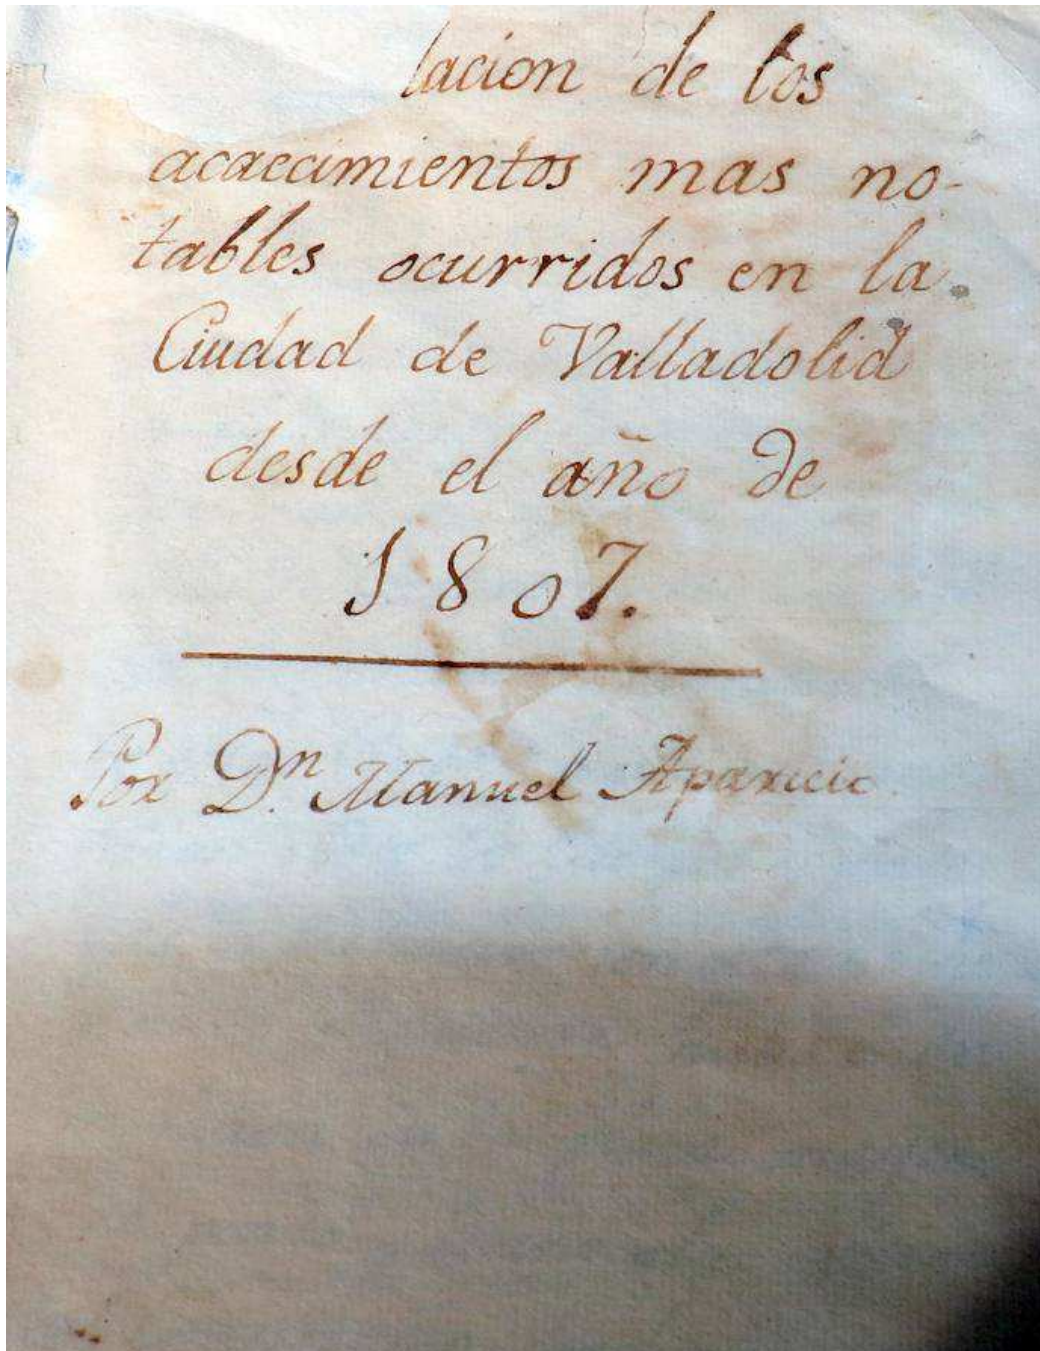 lacion de los
acaecimientos mas no-
tables ocurridos en la
Ciudad de Valladolid
desde el año de
1807.
Por Dn. Manuel Aparicio